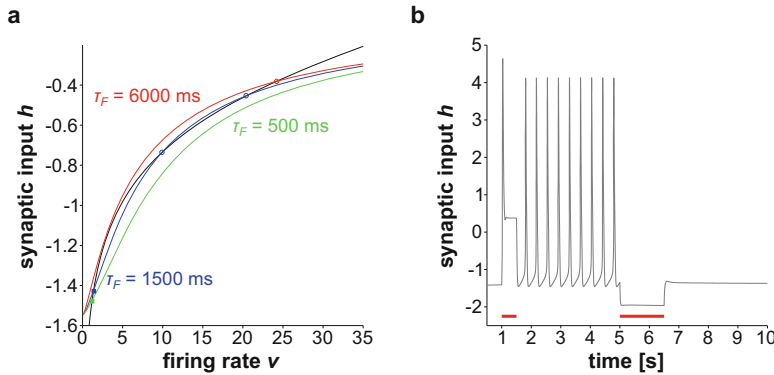 a
synaptic input h
-0.4
-0.6
-0.8
-1
-1.2
-1.4
-1.6
τF = 6000 ms
τF = 500 ms
τF = 1500 ms
0 5 10 15 20 25 30 35
firing rate v
b
synaptic input h
5
4
3
2
1
0
-1
-2
1 2 3 4 5 6 7 8 9 10
time [s]